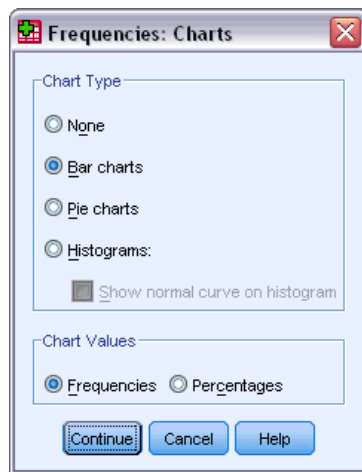 Frequencies: Charts
Chart Type
None
Bar charts
Pie charts
Histograms:
Show normal curve on histogram
Chart Values
Frequencies Percentages
Continue Cancel Help